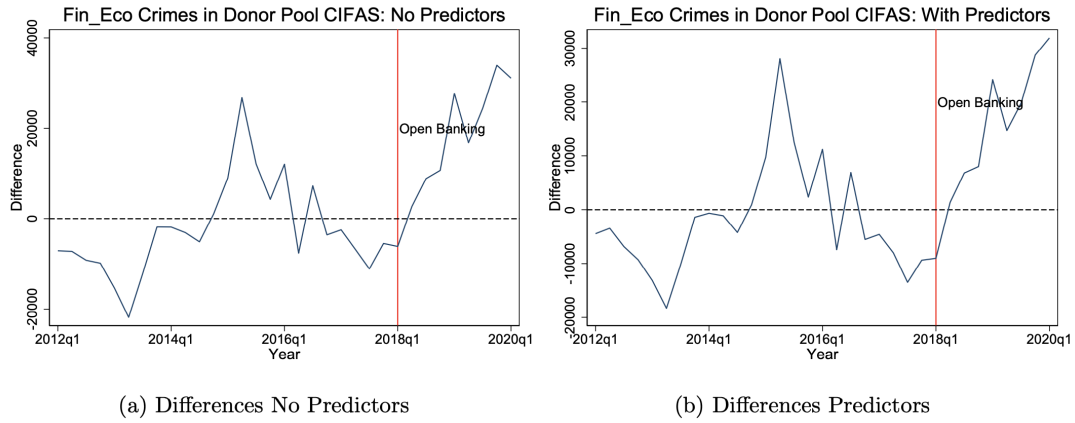 Fin_Eco Crimes in Donor Pool CIFAS: No Predictors
40000
20000
0
-20000
Difference
Open Banking
2012q1 2014q1 2016q1 2018q1 2020q1
Year
(a) Differences No Predictors
Fin_Eco Crimes in Donor Pool CIFAS: With Predictors
30000
20000
10000
0
-10000
-20000
Difference
Open Banking
2012q1 2014q1 2016q1 2018q1 2020q1
Year
(b) Differences Predictors